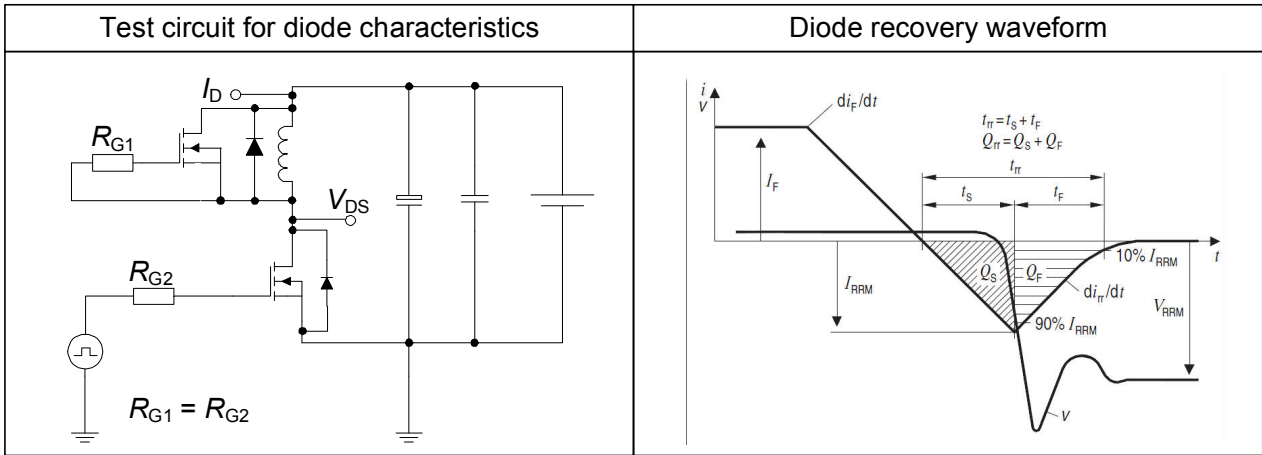 Test circuit for diode characteristics
Diode recovery waveform
I_D
R_G1
V_DS
R_G2
R_G1 = R_G2
i
v
di_F/dt
t_rr = t_S + t_F
Q_rr = Q_S + Q_F
t_rr
t_S t_F
I_F
Q_S Q_F
10% I_RRM
t
I_RRM
di_rr/dt
V_RRM
90% I_RRM
v